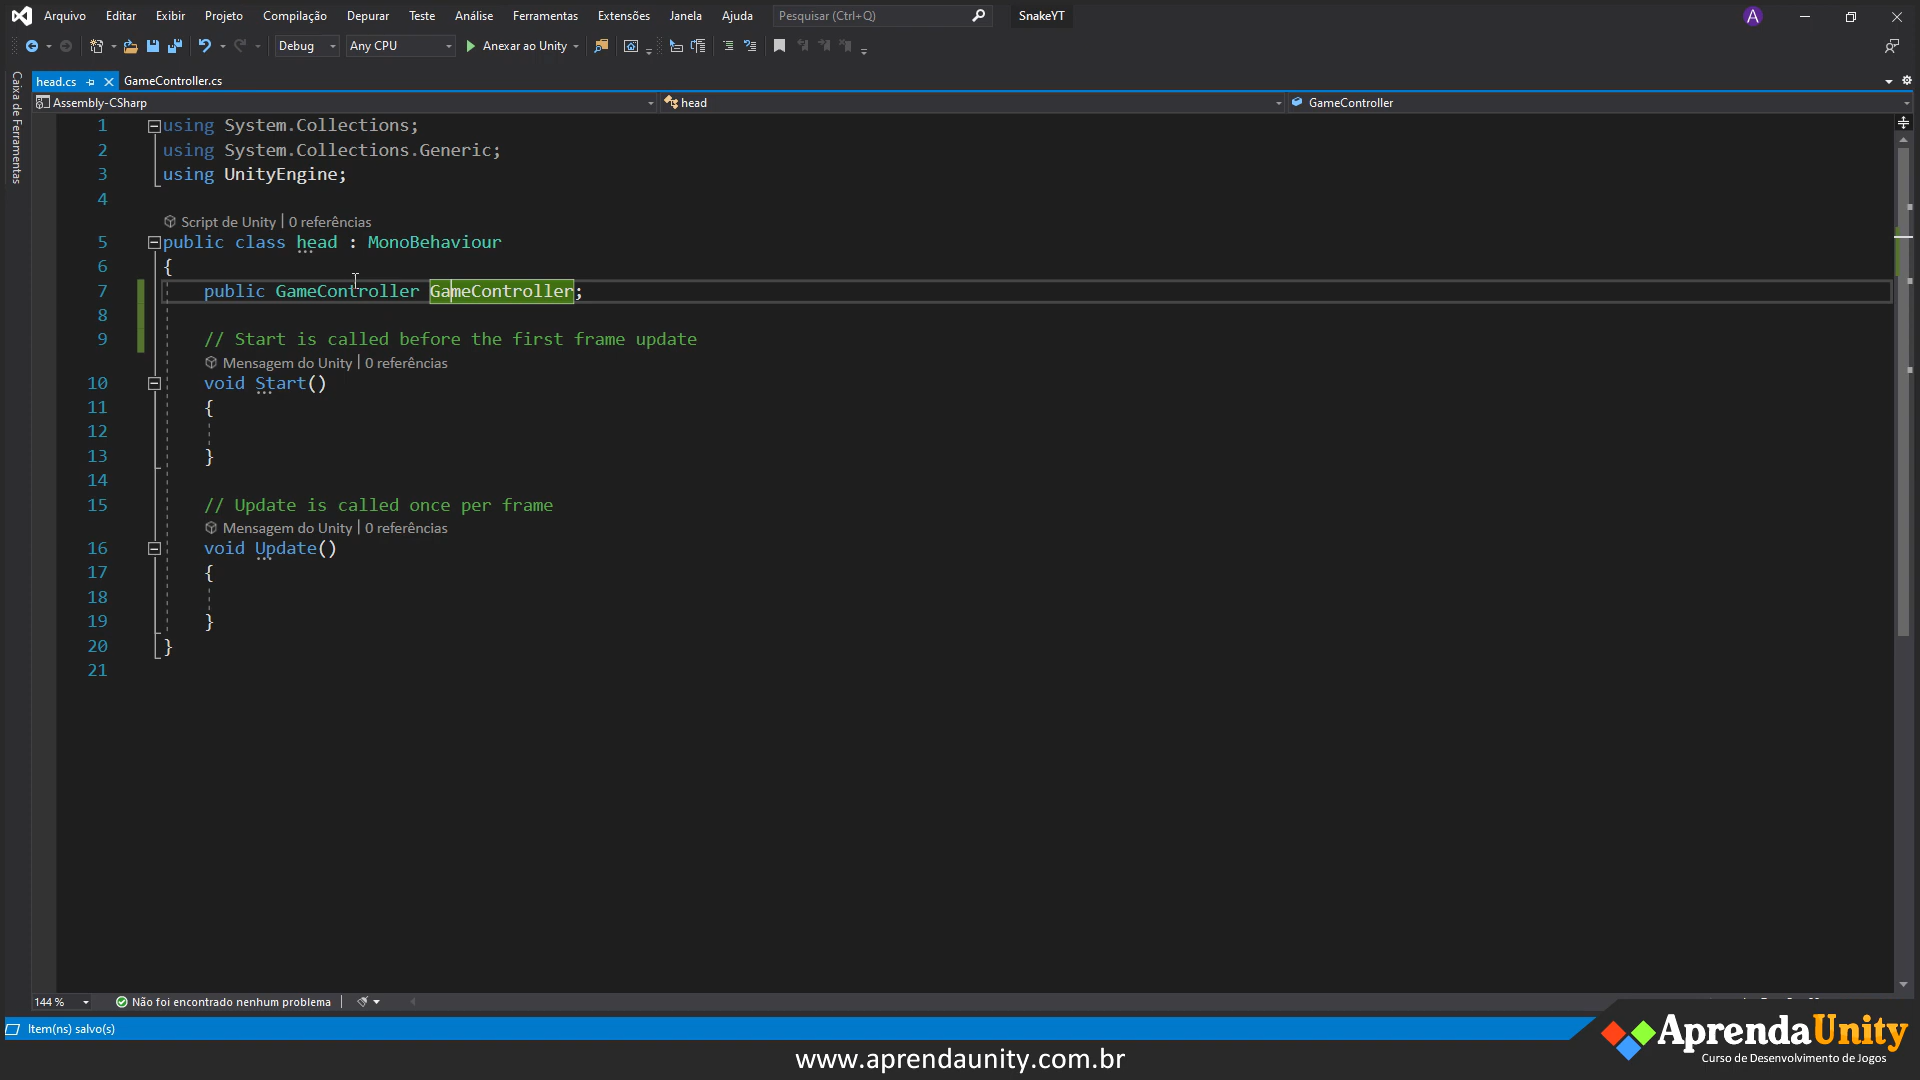 Arquivo Editar Exibir Projeto Compilação Depurar Teste Análise Ferramentas Extensões Janela Ajuda Pesquisar (Ctrl+Q) SnakeYT A
Debug Any CPU Anexar ao Unity
head.cs GameController.cs
Assembly-CSharp head GameController
Caixa de Ferramentas
1 using System.Collections;
2 using System.Collections.Generic;
3 using UnityEngine;
4
Script de Unity | 0 referências
5 public class head : MonoBehaviour
6 {
7 public GameController GameController;
8
9 // Start is called before the first frame update
Mensagem do Unity | 0 referências
10 void Start()
11 {
12
13 }
14
15 // Update is called once per frame
Mensagem do Unity | 0 referências
16 void Update()
17 {
18
19 }
20 }
21
144 % Não foi encontrado nenhum problema
Item(ns) salvo(s)
AprendaUnity
Curso de Desenvolvimento de Jogos
www.aprendaunity.com.br